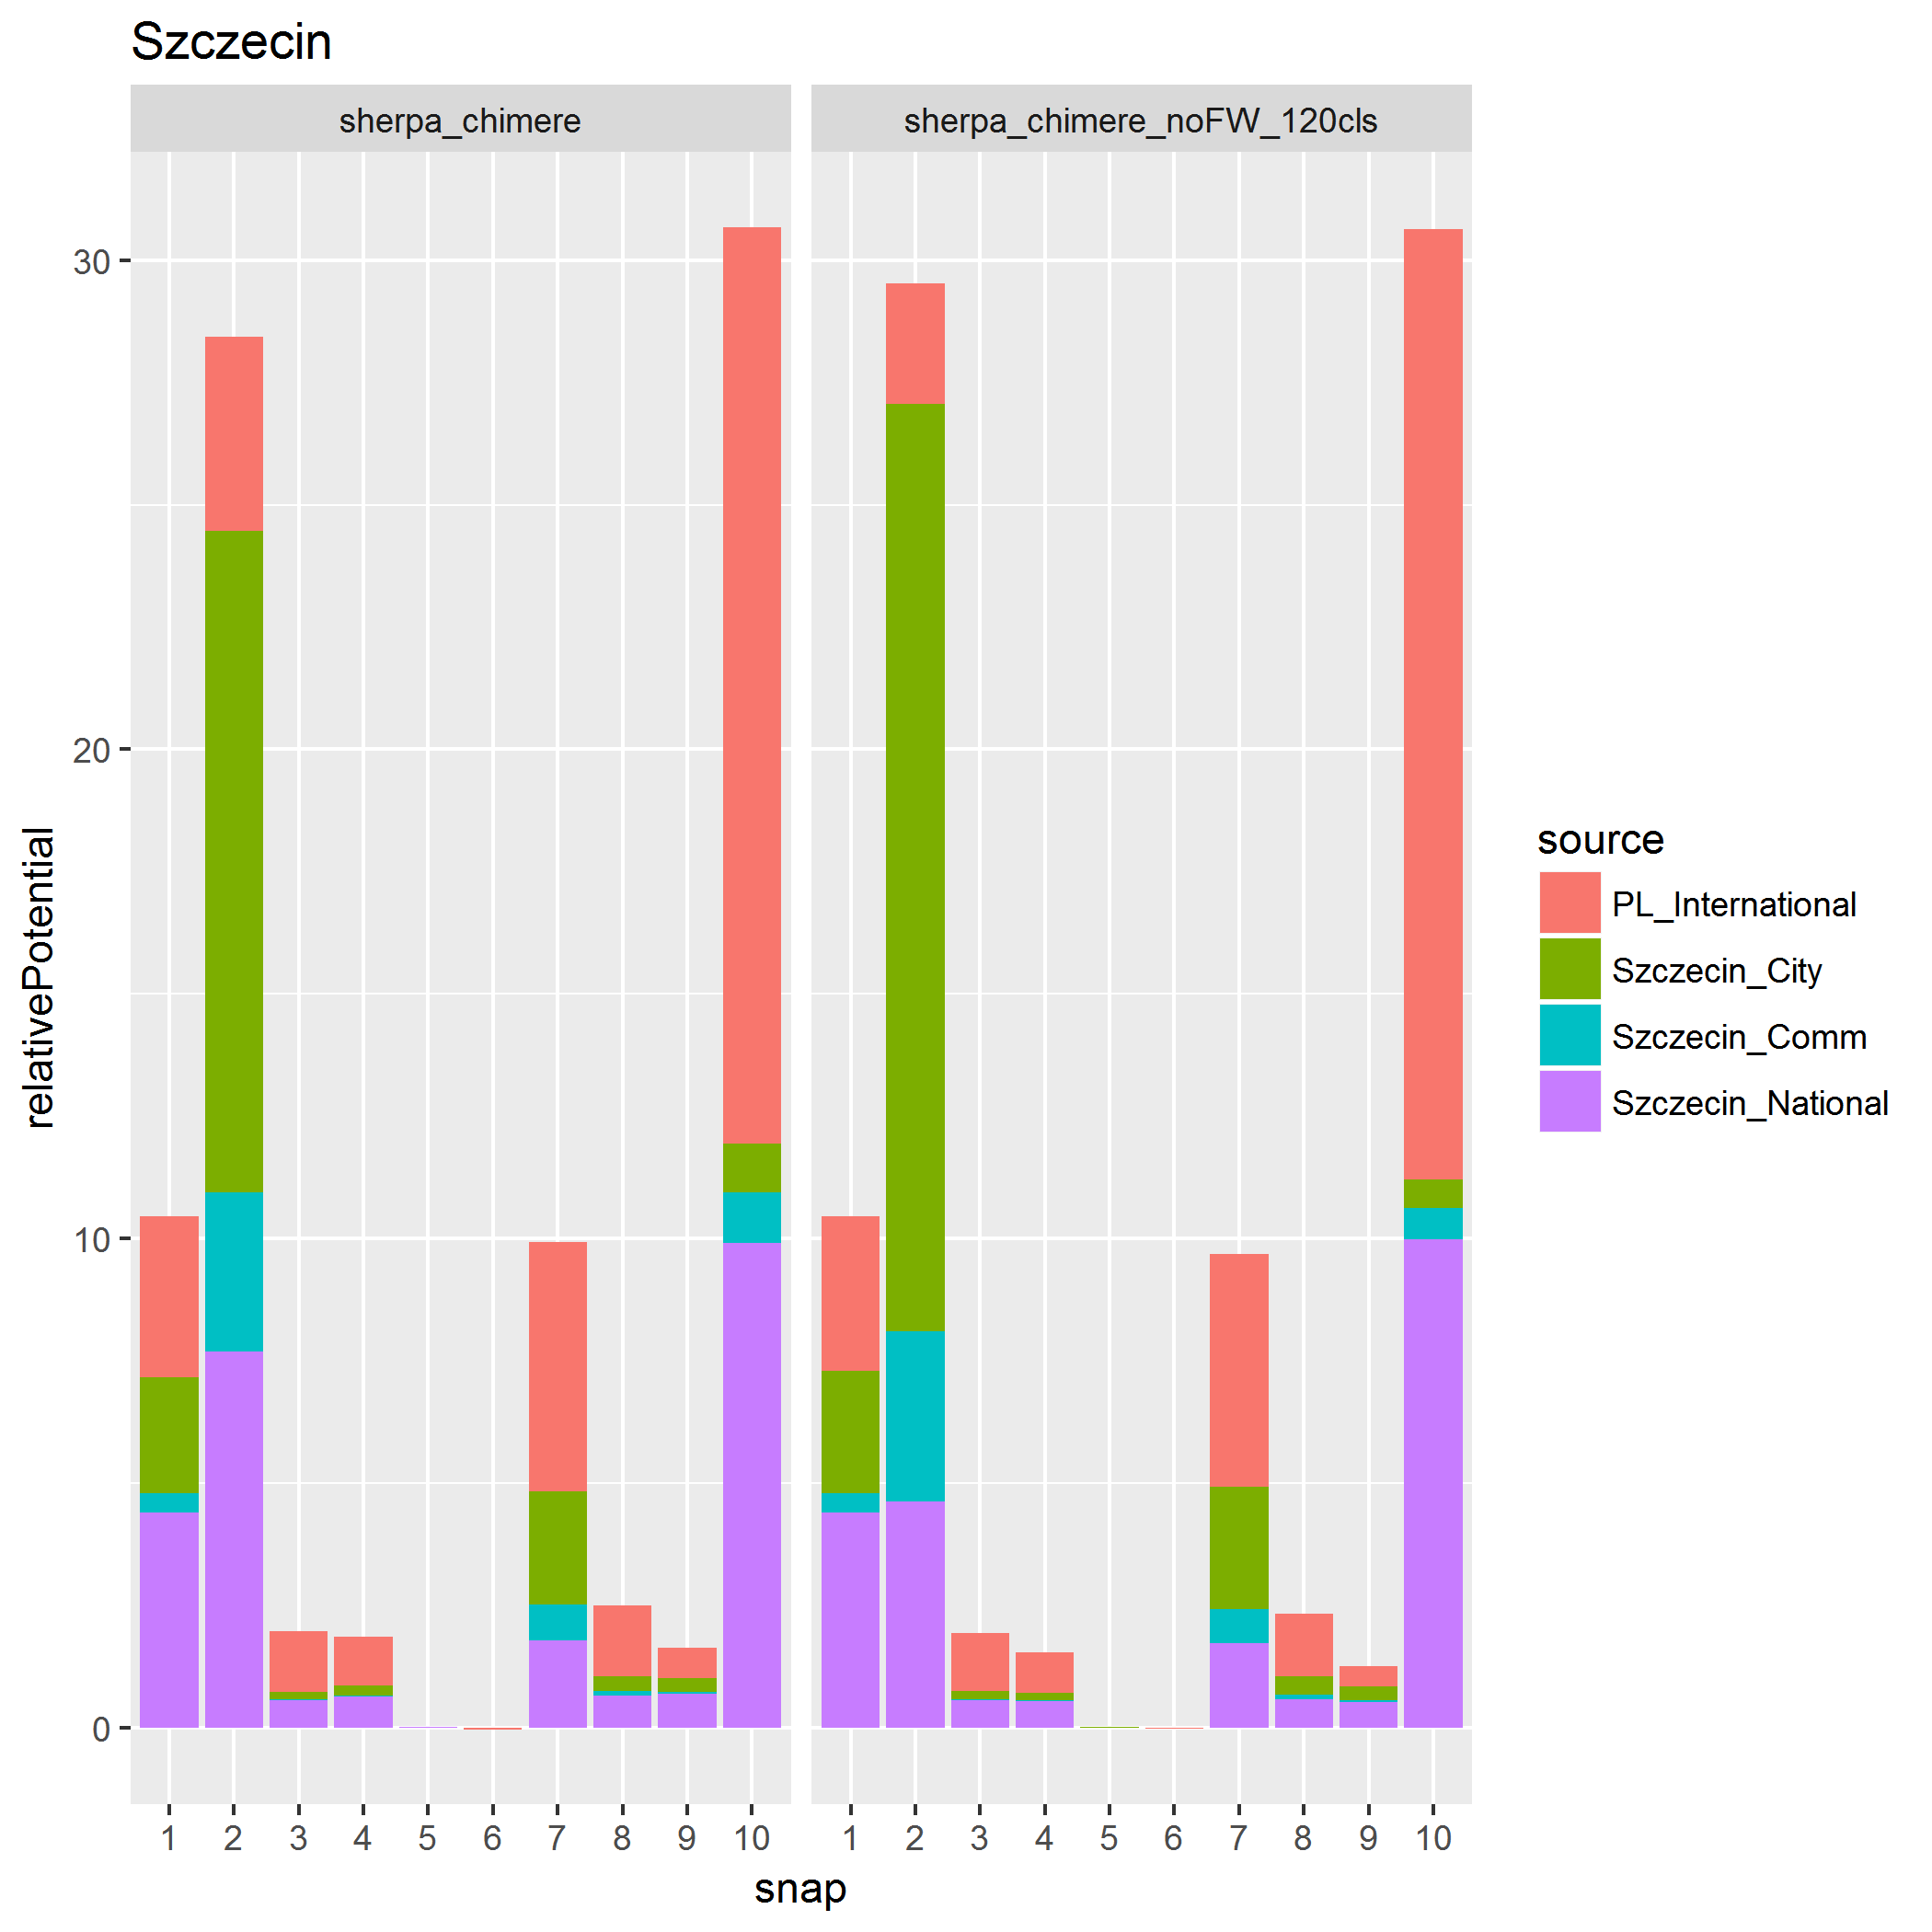 Szczecin
sherpa_chimere
sherpa_chimere_noFW_120cls
30
20
10
0
relativePotential
1 2 3 4 5 6 7 8 9 10
1 2 3 4 5 6 7 8 9 10
snap
source
PL_International
Szczecin_City
Szczecin_Comm
Szczecin_National